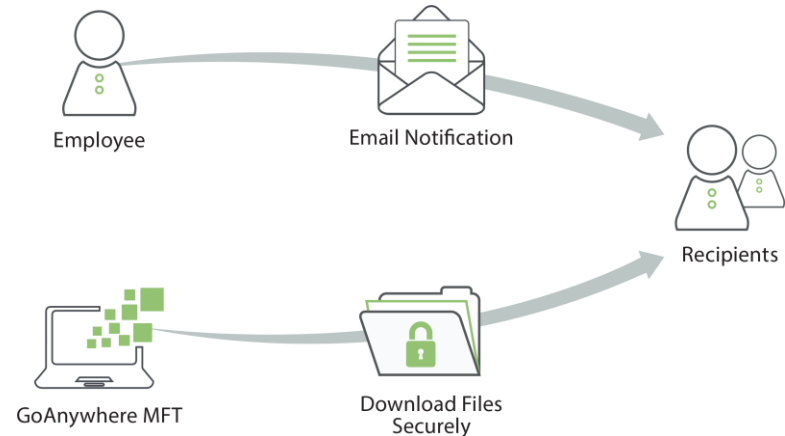 Employee
Email Notification
Recipients
GoAnywhere MFT
Download Files
Securely